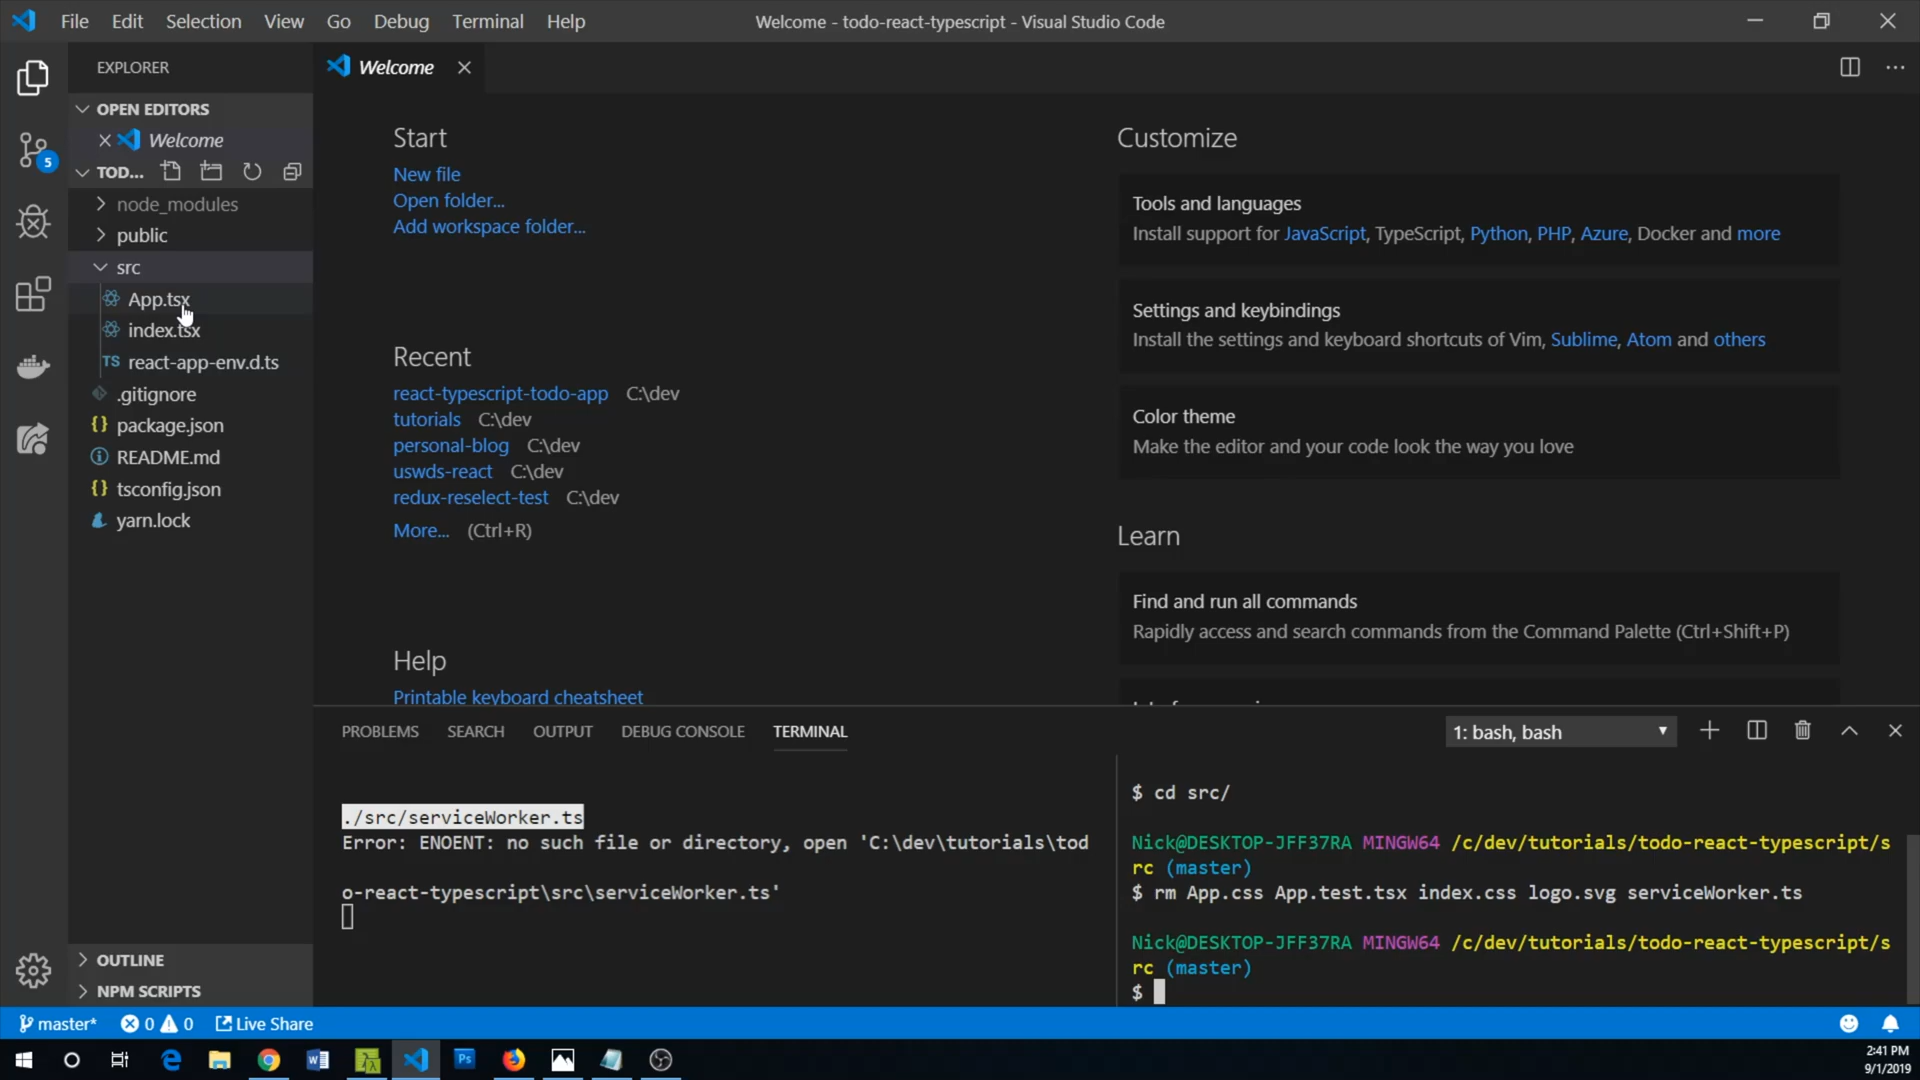 File Edit Selection View Go Debug Terminal Help
Welcome - todo-react-typescript - Visual Studio Code
EXPLORER
OPEN EDITORS
Welcome
TOD...
node_modules
public
src
App.tsx
index.tsx
TS react-app-env.d.ts
.gitignore
{} package.json
README.md
{} tsconfig.json
yarn.lock
OUTLINE
NPM SCRIPTS
5
Welcome
Start
New file
Open folder...
Add workspace folder...
Recent
react-typescript-todo-app C:\dev
tutorials C:\dev
personal-blog C:\dev
uswds-react C:\dev
redux-reselect-test C:\dev
More... (Ctrl+R)
Help
Printable keyboard cheatsheet
Customize
Tools and languages
Install support for JavaScript, TypeScript, Python, PHP, Azure, Docker and more
Settings and keybindings
Install the settings and keyboard shortcuts of Vim, Sublime, Atom and others
Color theme
Make the editor and your code look the way you love
Learn
Find and run all commands
Rapidly access and search commands from the Command Palette (Ctrl+Shift+P)
PROBLEMS SEARCH OUTPUT DEBUG CONSOLE TERMINAL
1: bash, bash
./src/serviceWorker.ts
Error: ENOENT: no such file or directory, open 'C:\dev\tutorials\tod
o-react-typescript\src\serviceWorker.ts'
$ cd src/
Nick@DESKTOP-JFF37RA MINGW64 /c/dev/tutorials/todo-react-typescript/s
rc (master)
$ rm App.css App.test.tsx index.css logo.svg serviceWorker.ts
Nick@DESKTOP-JFF37RA MINGW64 /c/dev/tutorials/todo-react-typescript/s
rc (master)
$
master* 0 0 Live Share
Ps
2:41 PM
9/1/2019